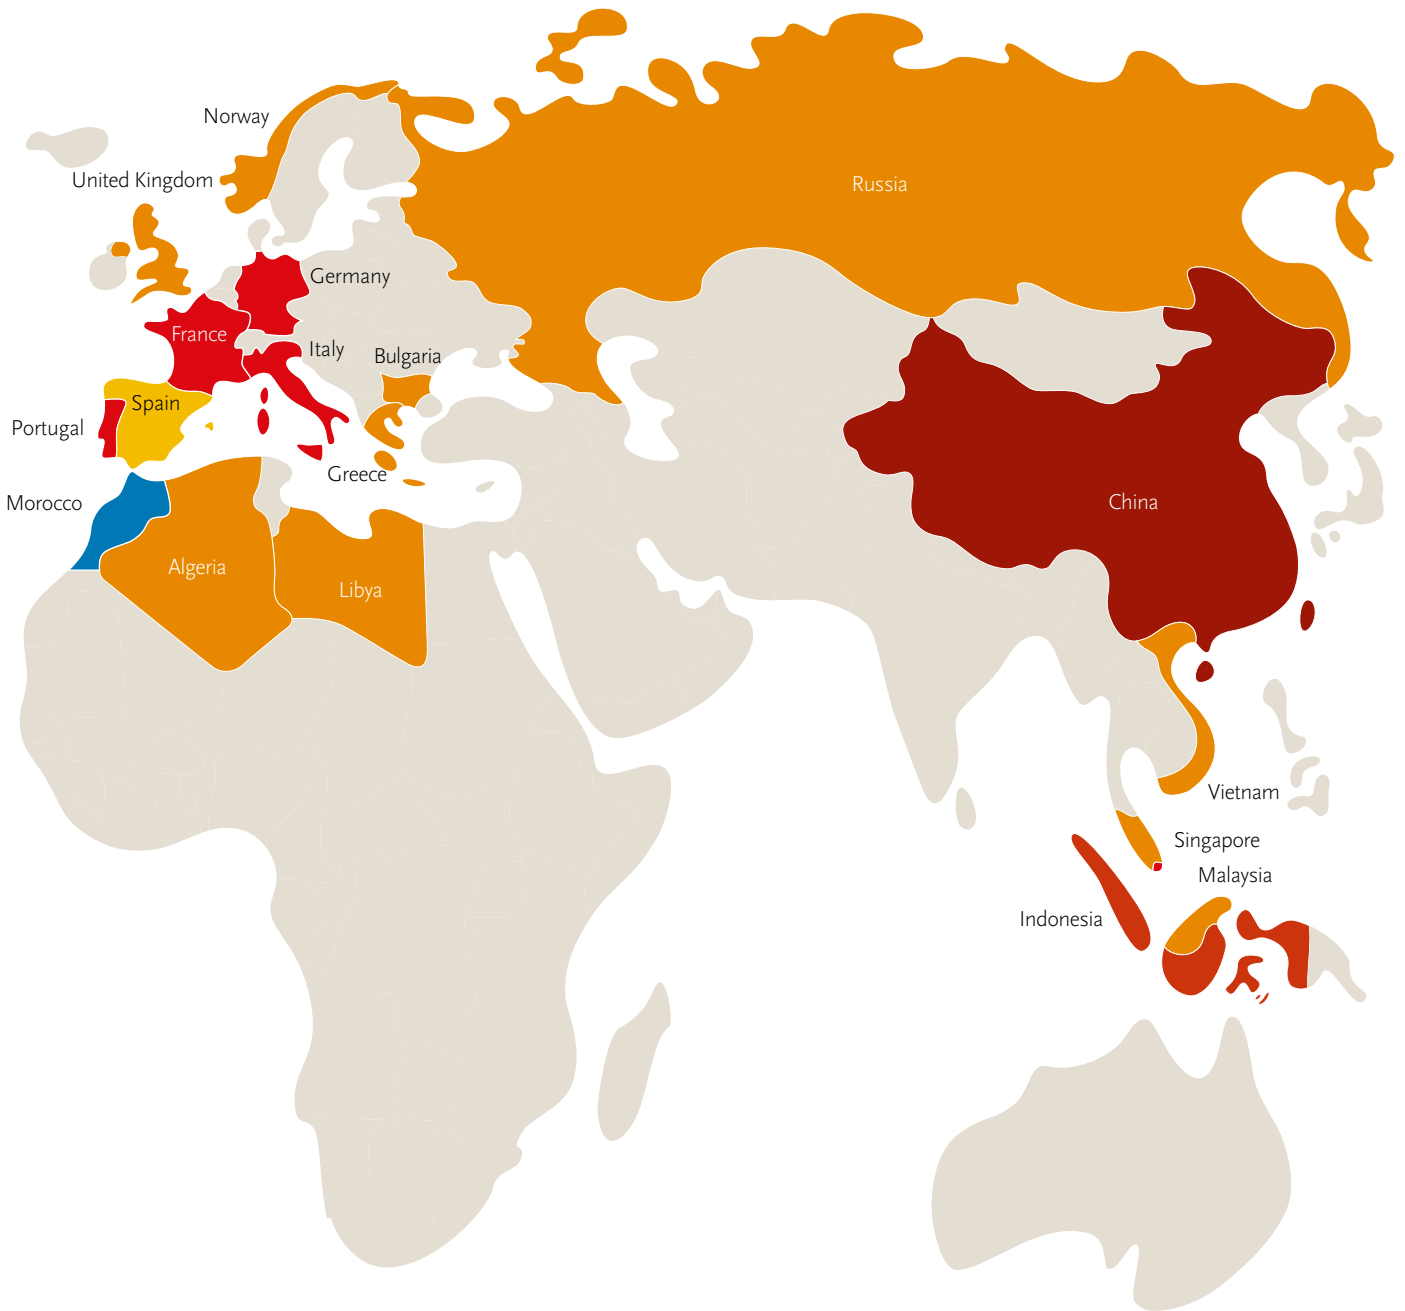 Norway
United Kingdom
Russia
Germany
France
Italy
Bulgaria
Spain
Portugal
Greece
Morocco
China
Algeria
Libya
Vietnam
Singapore
Malaysia
Indonesia